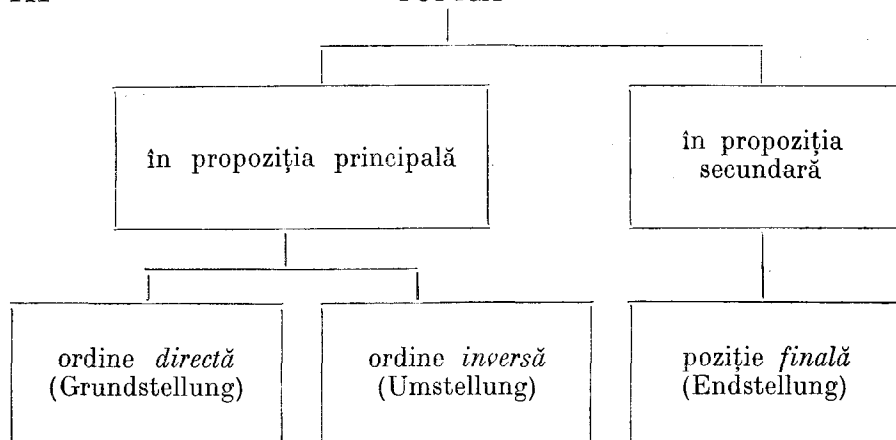 în propoziția principală
în propoziția
secundară
ordine directă
(Grundstellung)
ordine inversă
(Umstellung)
poziție finală
(Endstellung)